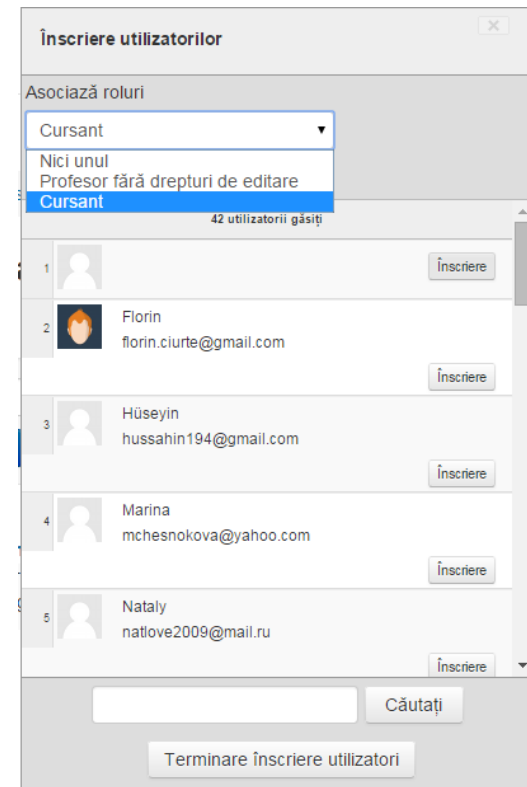 Înscriere utilizatorilor
×
Asociază roluri
Cursant
Nici unul
Profesor fără drepturi de editare
Cursant
42 utilizatorii găsiți
1
Înscriere
2
Florin
florin.ciurte@gmail.com
Înscriere
3
Hüseyin
hussahin194@gmail.com
Înscriere
4
Marina
mchesnokova@yahoo.com
Înscriere
5
Nataly
natlove2009@mail.ru
Înscriere
Căutați
Terminare înscriere utilizatori